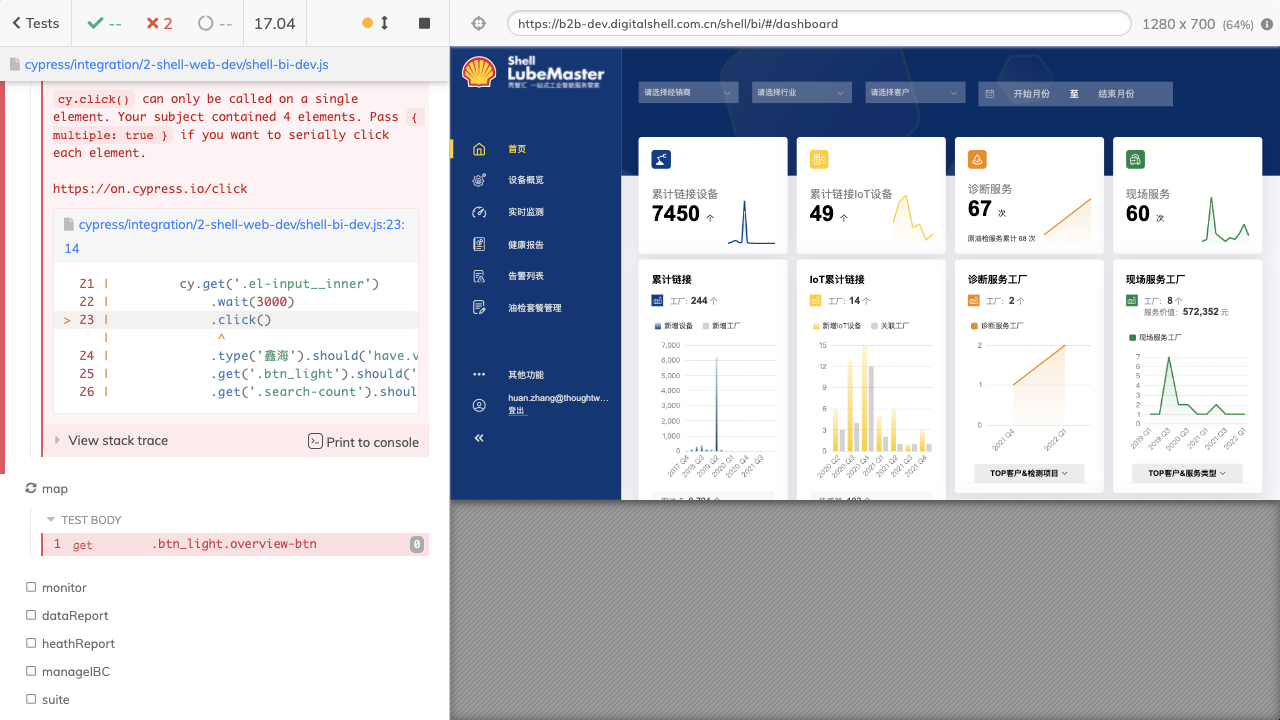 Tests
--
2
--
17.04
https://b2b-dev.digitalshell.com.cn/shell/bi/#/dashboard
1280 x 700 (64%)
cypress/integration/2-shell-web-dev/shell-bi-dev.js
cy.click() can only be called on a single
element. Your subject contained 4 elements. Pass {
multiple: true } if you want to serially click
each element.
https://on.cypress.io/click
cypress/integration/2-shell-web-dev/shell-bi-dev.js:23:
14
21 | cy.get('.el-input__inner')
22 | .wait(3000)
> 23 | .click()
| ^
24 | .type('鑫海').should('have.v
25 | .get('.btn_light').should('
26 | .get('.search-count').shoul
View stack trace
Print to console
map
TEST BODY
1 get .btn_light.overview-btn 0
monitor
dataReport
heathReport
manageIBC
suite
Shell
LubeMaster
壳管汇 一站式工业智能服务管家
首页
设备概览
实时监测
健康报告
告警列表
油检套餐管理
其他功能
huan.zhang@thoughtw...
登出
请选择经销商
请选择行业
请选择客户
开始月份 至 结束月份
累计链接设备
7450 个
累计链接IoT设备
49 个
诊断服务
67 次
原油检服务累计 68 次
现场服务
60 次
累计链接
工厂: 244 个
新增设备 新增工厂
7,000
6,000
5,000
4,000
3,000
2,000
1,000
0
2017 Q4
2018 Q3
2019 Q2
2020 Q1
2020 Q4
2021 Q3
IoT累计链接
工厂: 14 个
新增IoT设备 关联工厂
15
12
9
6
3
0
2020 Q2
2020 Q3
2020 Q4
2021 Q1
2021 Q2
2020 Q4
诊断服务工厂
工厂: 2 个
诊断服务工厂
2
1
0
2021 Q4
2022 Q1
TOP客户&检测项目
现场服务工厂
工厂: 8 个
服务价值: 572,352 元
现场服务工厂
7
6
5
4
3
2
1
0
2019 Q1
2019 Q3
2020 Q1
2020 Q3
2021 Q1
2021 Q3
2022 Q1
TOP客户&服务类型